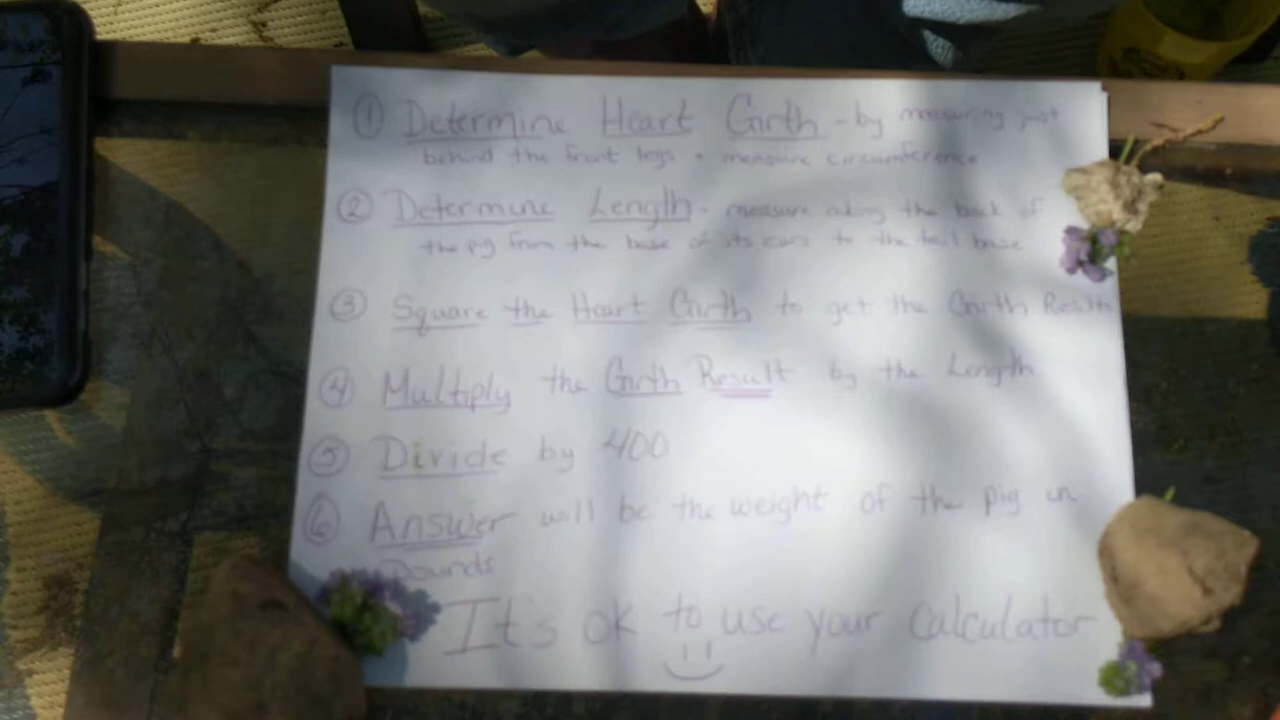 ① Determine Heart Girth - by measuring just
behind the front legs + measure circumference
② Determine Length - measure along the back of
the pig from the base of its ears to the tail base
③ Square the Heart Girth to get the Girth Result
④ Multiply the Girth Result by the Length
⑤ Divide by 400
⑥ Answer will be the weight of the pig in
Pounds
It's ok to use your calculator